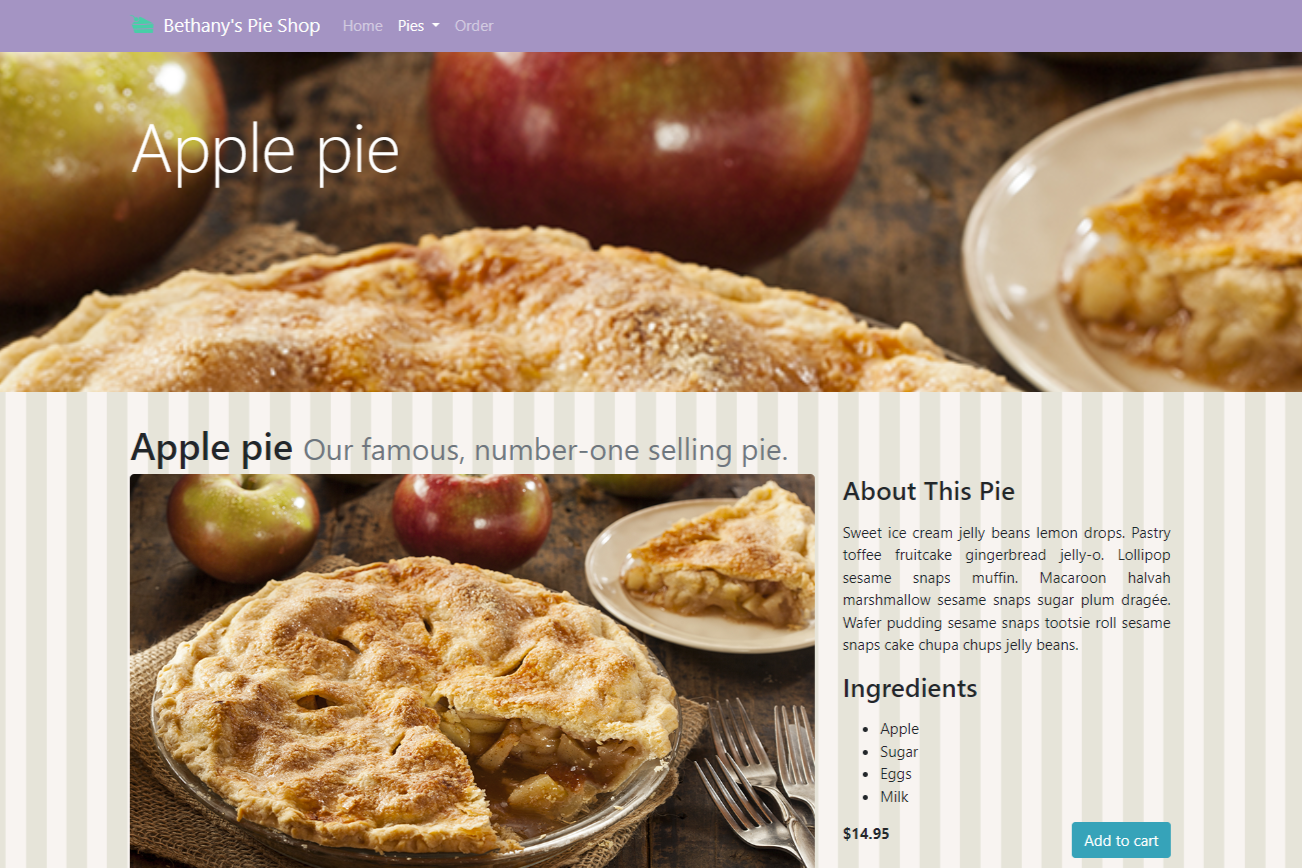 Bethany's Pie Shop Home Pies Order
Apple pie
Apple pie Our famous, number-one selling pie.
About This Pie
Sweet ice cream jelly beans lemon drops. Pastry
toffee fruitcake gingerbread jelly-o. Lollipop
sesame snaps muffin. Macaroon halvah
marshmallow sesame snaps sugar plum dragée.
Wafer pudding sesame snaps tootsie roll sesame
snaps cake chupa chups jelly beans.
Ingredients
Apple
Sugar
Eggs
Milk
$14.95 Add to cart